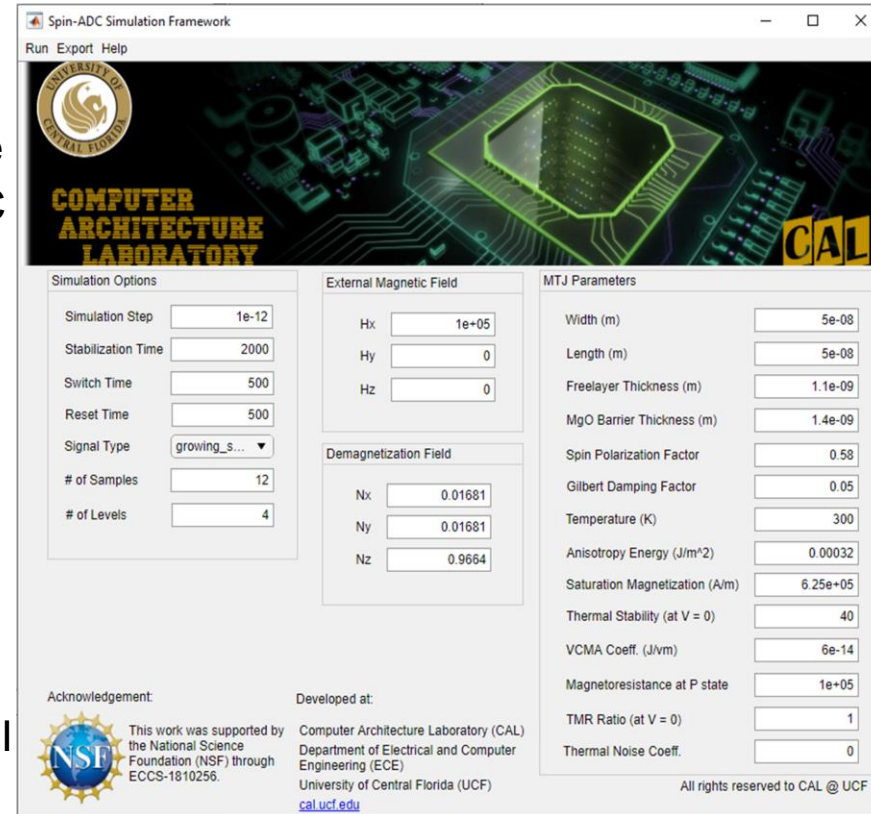 Spin-ADC Simulation Framework
Run Export Help
UNIVERSITY OF
CENTRAL FLORIDA
COMPUTER
ARCHITECTURE
LABORATORY
CAL
Simulation Options
Simulation Step 1e-12
Stabilization Time 2000
Switch Time 500
Reset Time 500
Signal Type growing_s...
# of Samples 12
# of Levels 4
External Magnetic Field
Hx 1e+05
Hy 0
Hz 0
Demagnetization Field
Nx 0.01681
Ny 0.01681
Nz 0.9664
MTJ Parameters
Width (m) 5e-08
Length (m) 5e-08
Freelayer Thickness (m) 1.1e-09
MgO Barrier Thickness (m) 1.4e-09
Spin Polarization Factor 0.58
Gilbert Damping Factor 0.05
Temperature (K) 300
Anisotropy Energy (J/m^2) 0.00032
Saturation Magnetization (A/m) 6.25e+05
Thermal Stability (at V = 0) 40
VCMA Coeff. (J/vm) 6e-14
Magnetoresistance at P state 1e+05
TMR Ratio (at V = 0) 1
Thermal Noise Coeff. 0
Acknowledgement:
NSF
This work was supported by
the National Science
Foundation (NSF) through
ECCS-1810256.
Developed at:
Computer Architecture Laboratory (CAL)
Department of Electrical and Computer
Engineering (ECE)
University of Central Florida (UCF)
cal.ucf.edu
All rights reserved to CAL @ UCF